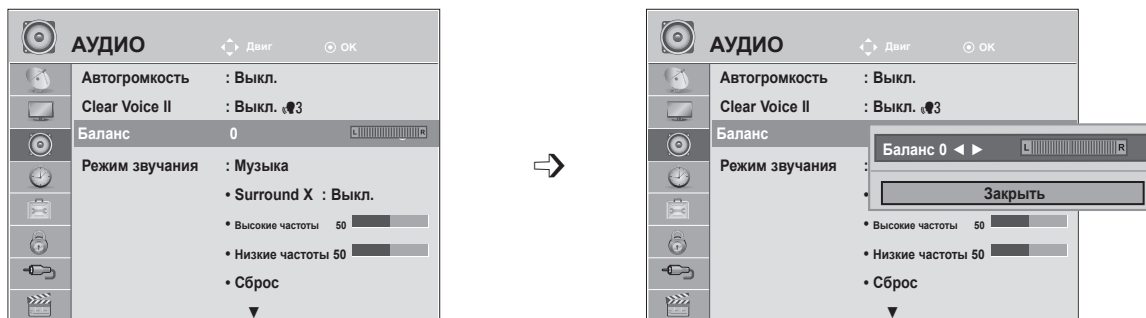 АУДИО Двиг ОК
Автогромкость : Выкл.
Clear Voice II : Выкл. 3
Баланс 0 L R
Режим звучания : Музыка
• Surround X : Выкл.
• Высокие частоты 50
• Низкие частоты 50
• Сброс
АУДИО Двиг ОК
Автогромкость : Выкл.
Clear Voice II : Выкл. 3
Баланс
Баланс 0 ◄ ► L R
Режим звучания :
Закрыть
•
• Высокие частоты 50
• Низкие частоты 50
• Сброс